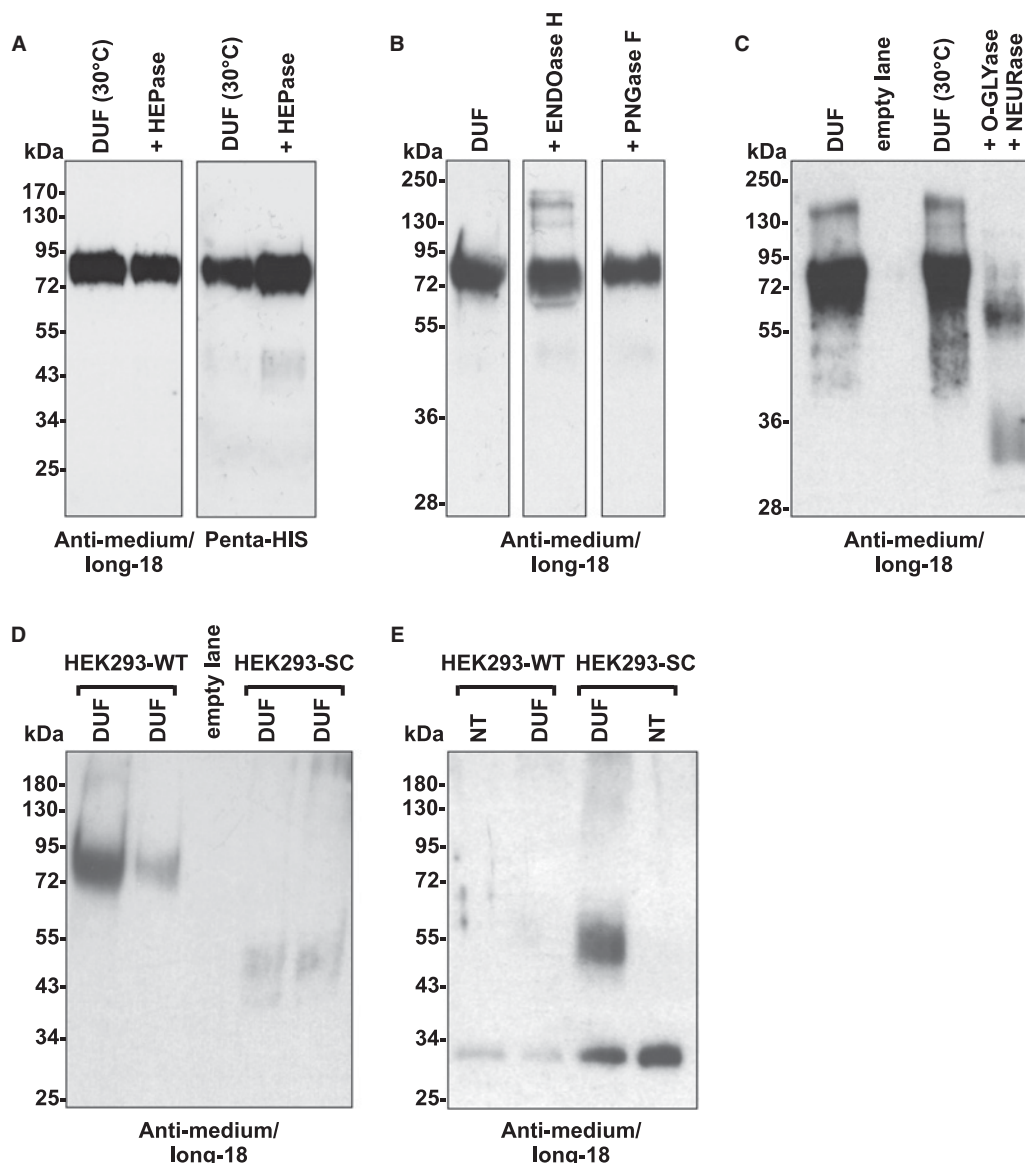 A
DUF (30°C)
+ HEPase
DUF (30°C)
+ HEPase
kDa
170-
130-
95-
72-
55-
43-
34-
25-
Anti-medium/
long-18
Penta-HIS
B
DUF
+ ENDOase H
+ PNGase F
kDa
250-
130-
95-
72-
55-
36-
28-
Anti-medium/
long-18
C
DUF
empty lane
DUF (30°C)
+ O-GLYase
+ NEURase
kDa
250-
130-
95-
72-
55-
36-
28-
Anti-medium/
long-18
D
HEK293-WT
empty lane
HEK293-SC
DUF
DUF
DUF
DUF
kDa
180-
130-
95-
72-
55-
43-
34-
25-
Anti-medium/
long-18
E
HEK293-WT
HEK293-SC
NT
DUF
DUF
NT
kDa
180-
130-
95-
72-
55-
43-
34-
25-
Anti-medium/
long-18